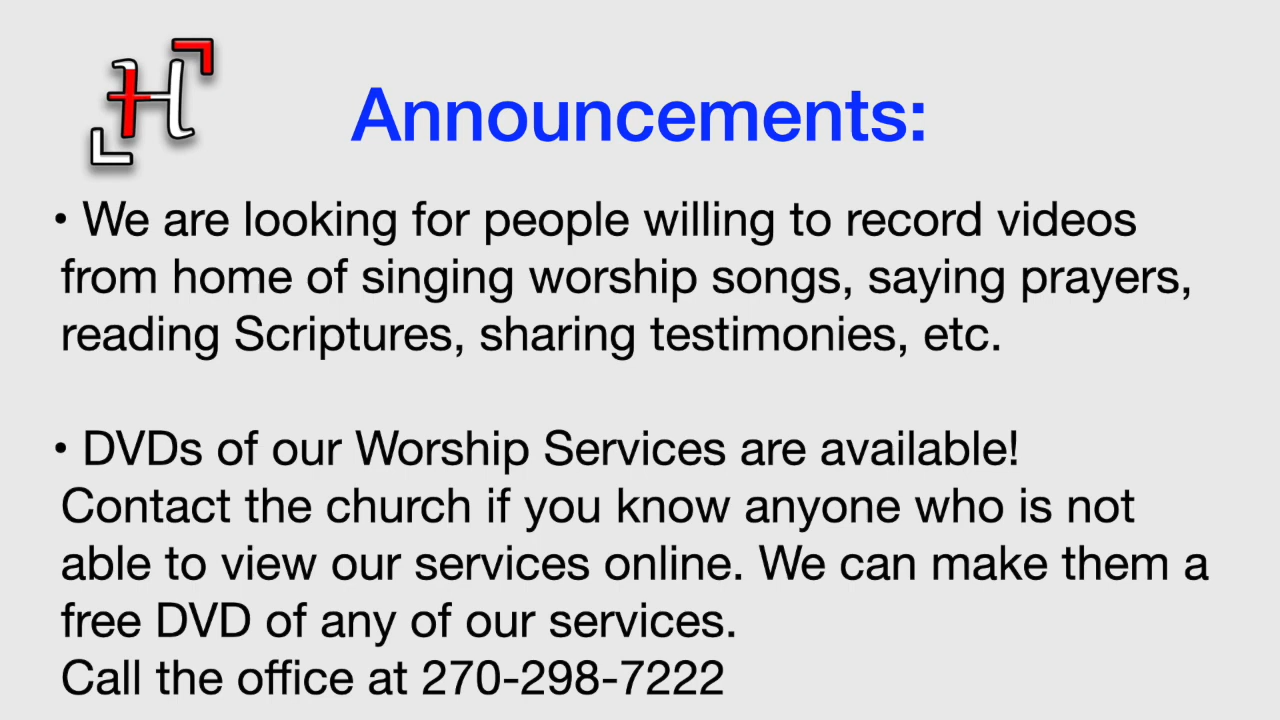 H
Announcements:
• We are looking for people willing to record videos
from home of singing worship songs, saying prayers,
reading Scriptures, sharing testimonies, etc.
• DVDs of our Worship Services are available!
Contact the church if you know anyone who is not
able to view our services online. We can make them a
free DVD of any of our services.
Call the office at 270-298-7222